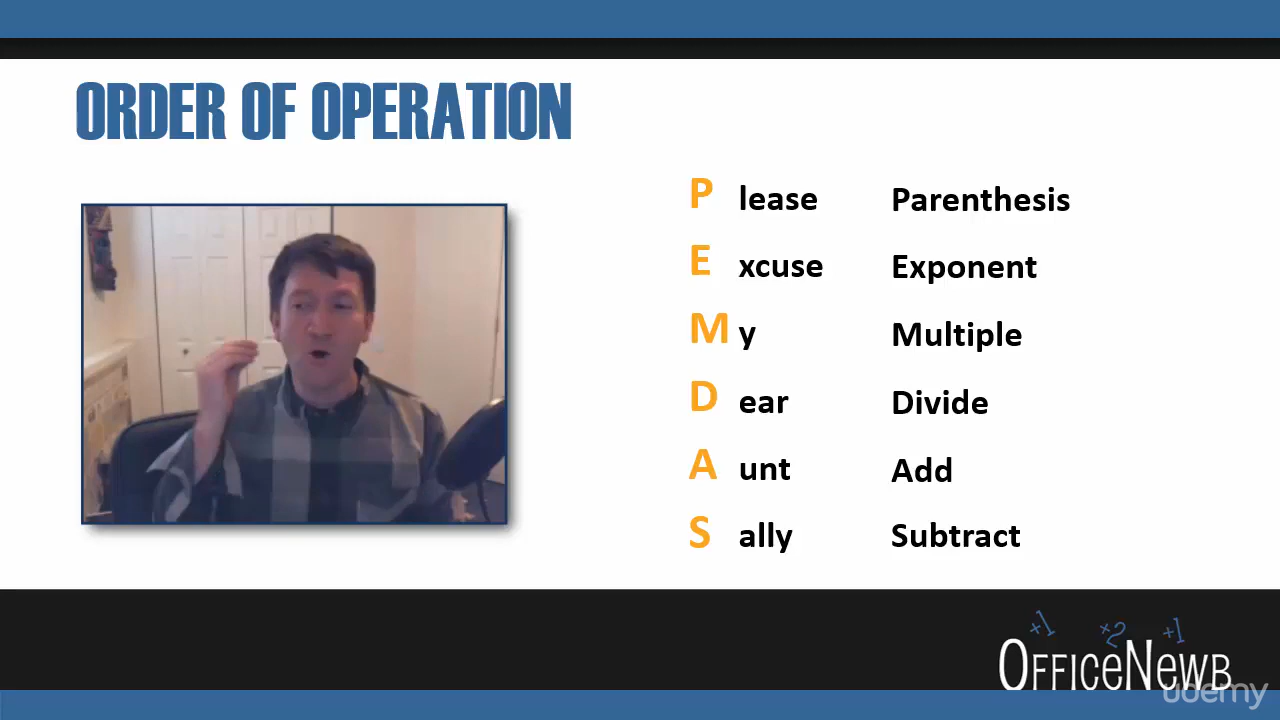 ORDER OF OPERATION
P lease Parenthesis
E xcuse Exponent
M y Multiple
D ear Divide
A unt Add
S ally Subtract
+1 ×2 +1
OFFICENEWB
udemy